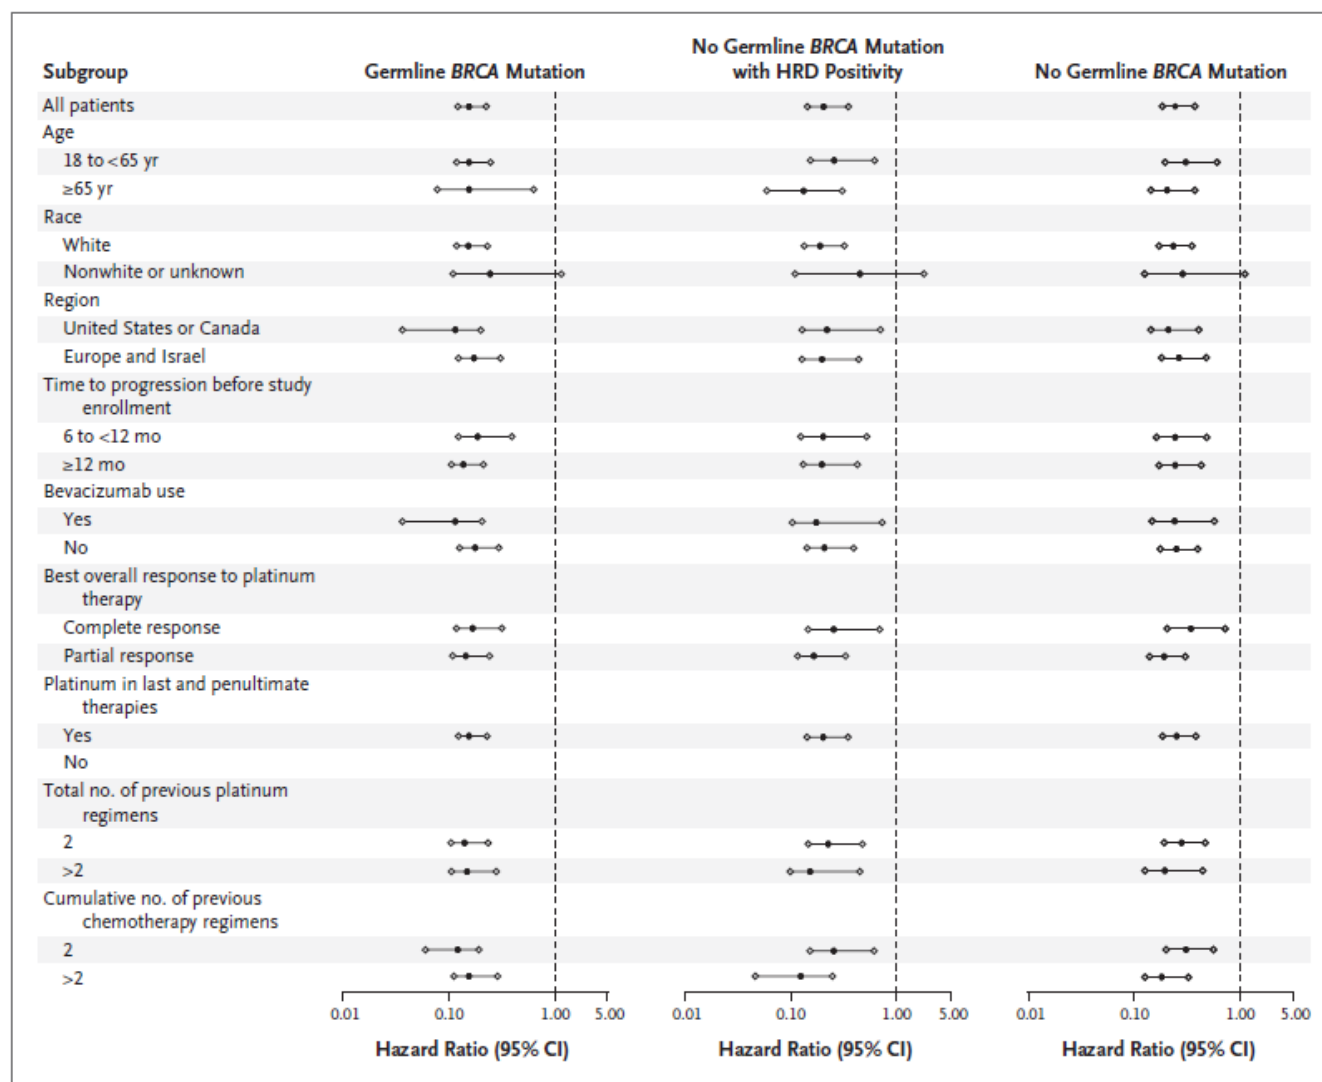 No Germline BRCA Mutation
Subgroup Germline BRCA Mutation with HRD Positivity No Germline BRCA Mutation
All patients
Age
18 to <65 yr
≥65 yr
Race
White
Nonwhite or unknown
Region
United States or Canada
Europe and Israel
Time to progression before study
enrollment
6 to <12 mo
≥12 mo
Bevacizumab use
Yes
No
Best overall response to platinum
therapy
Complete response
Partial response
Platinum in last and penultimate
therapies
Yes
No
Total no. of previous platinum
regimens
2
>2
Cumulative no. of previous
chemotherapy regimens
2
>2
0.01 0.10 1.00 5.00 0.01 0.10 1.00 5.00 0.01 0.10 1.00 5.00
Hazard Ratio (95% CI) Hazard Ratio (95% CI) Hazard Ratio (95% CI)